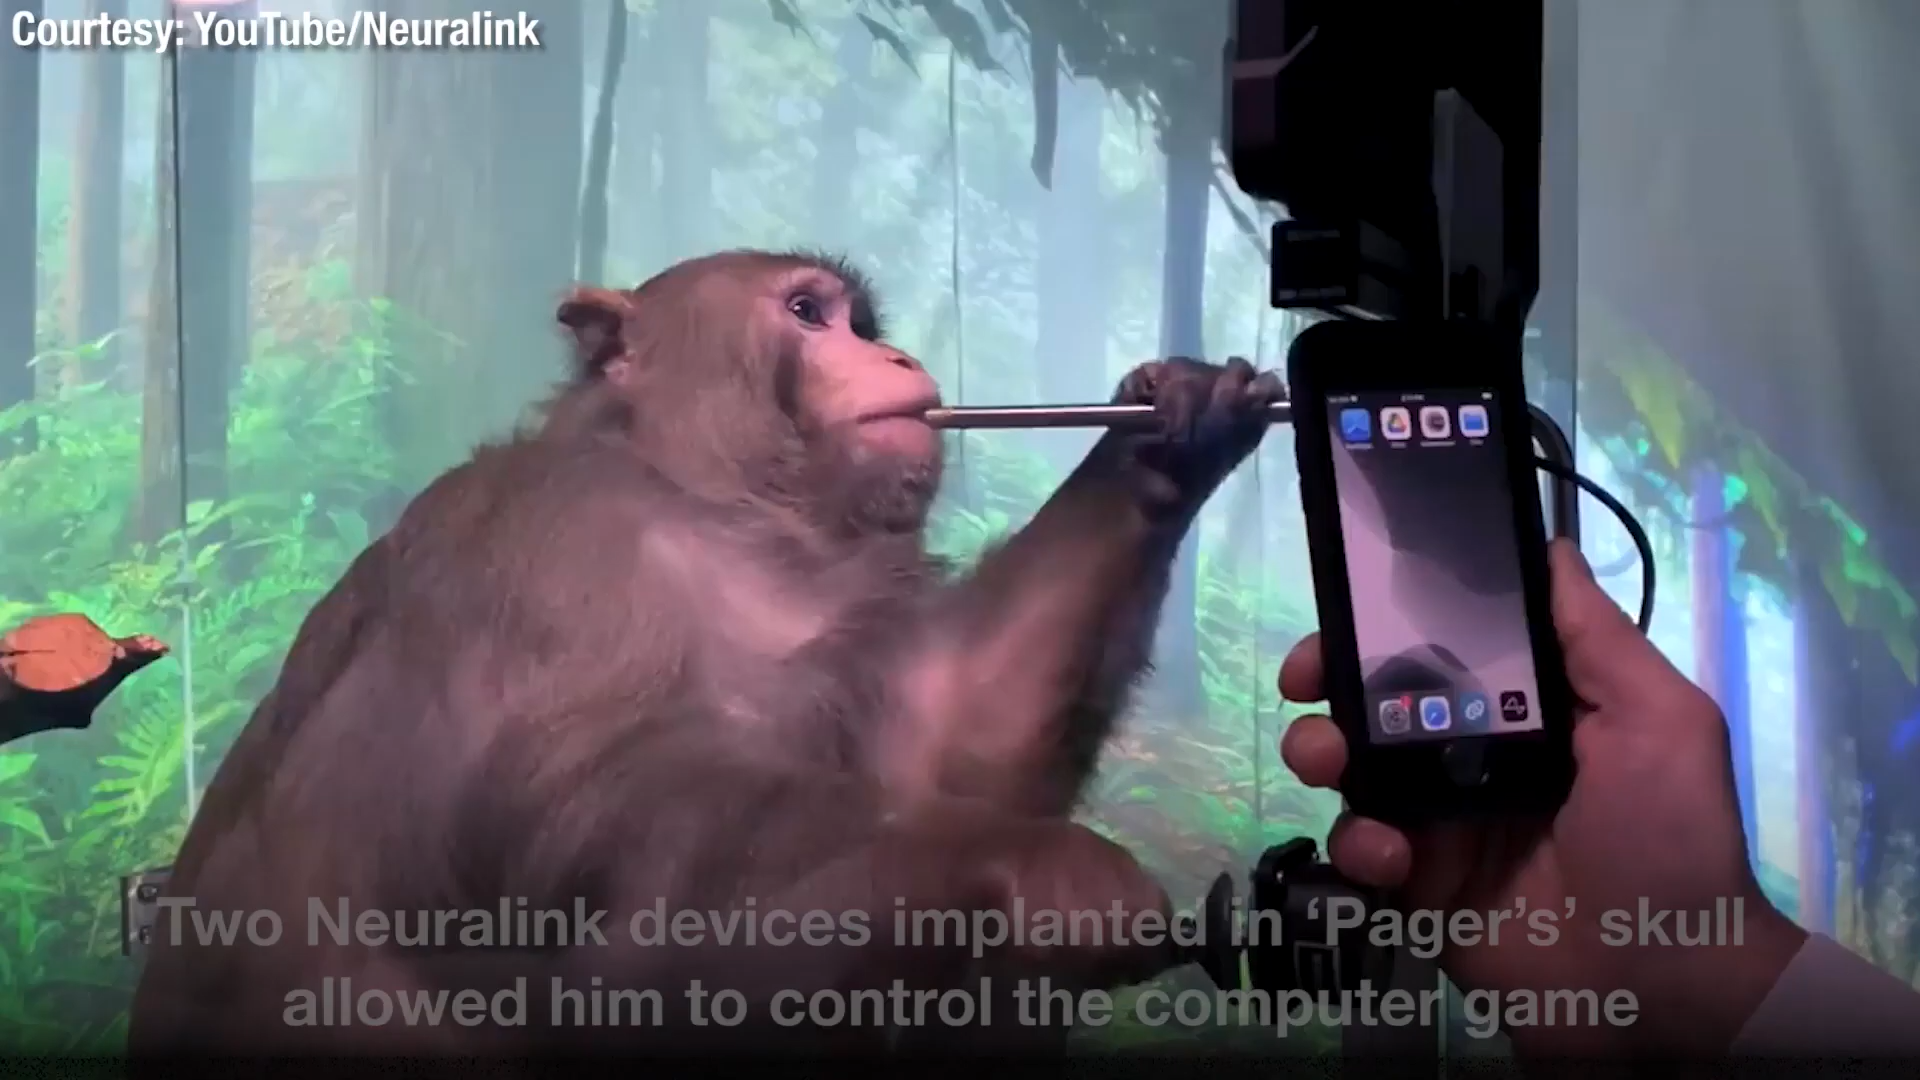 Courtesy: YouTube/Neuralink
Two Neuralink devices implanted in ‘Pager’s’ skull
allowed him to control the computer game